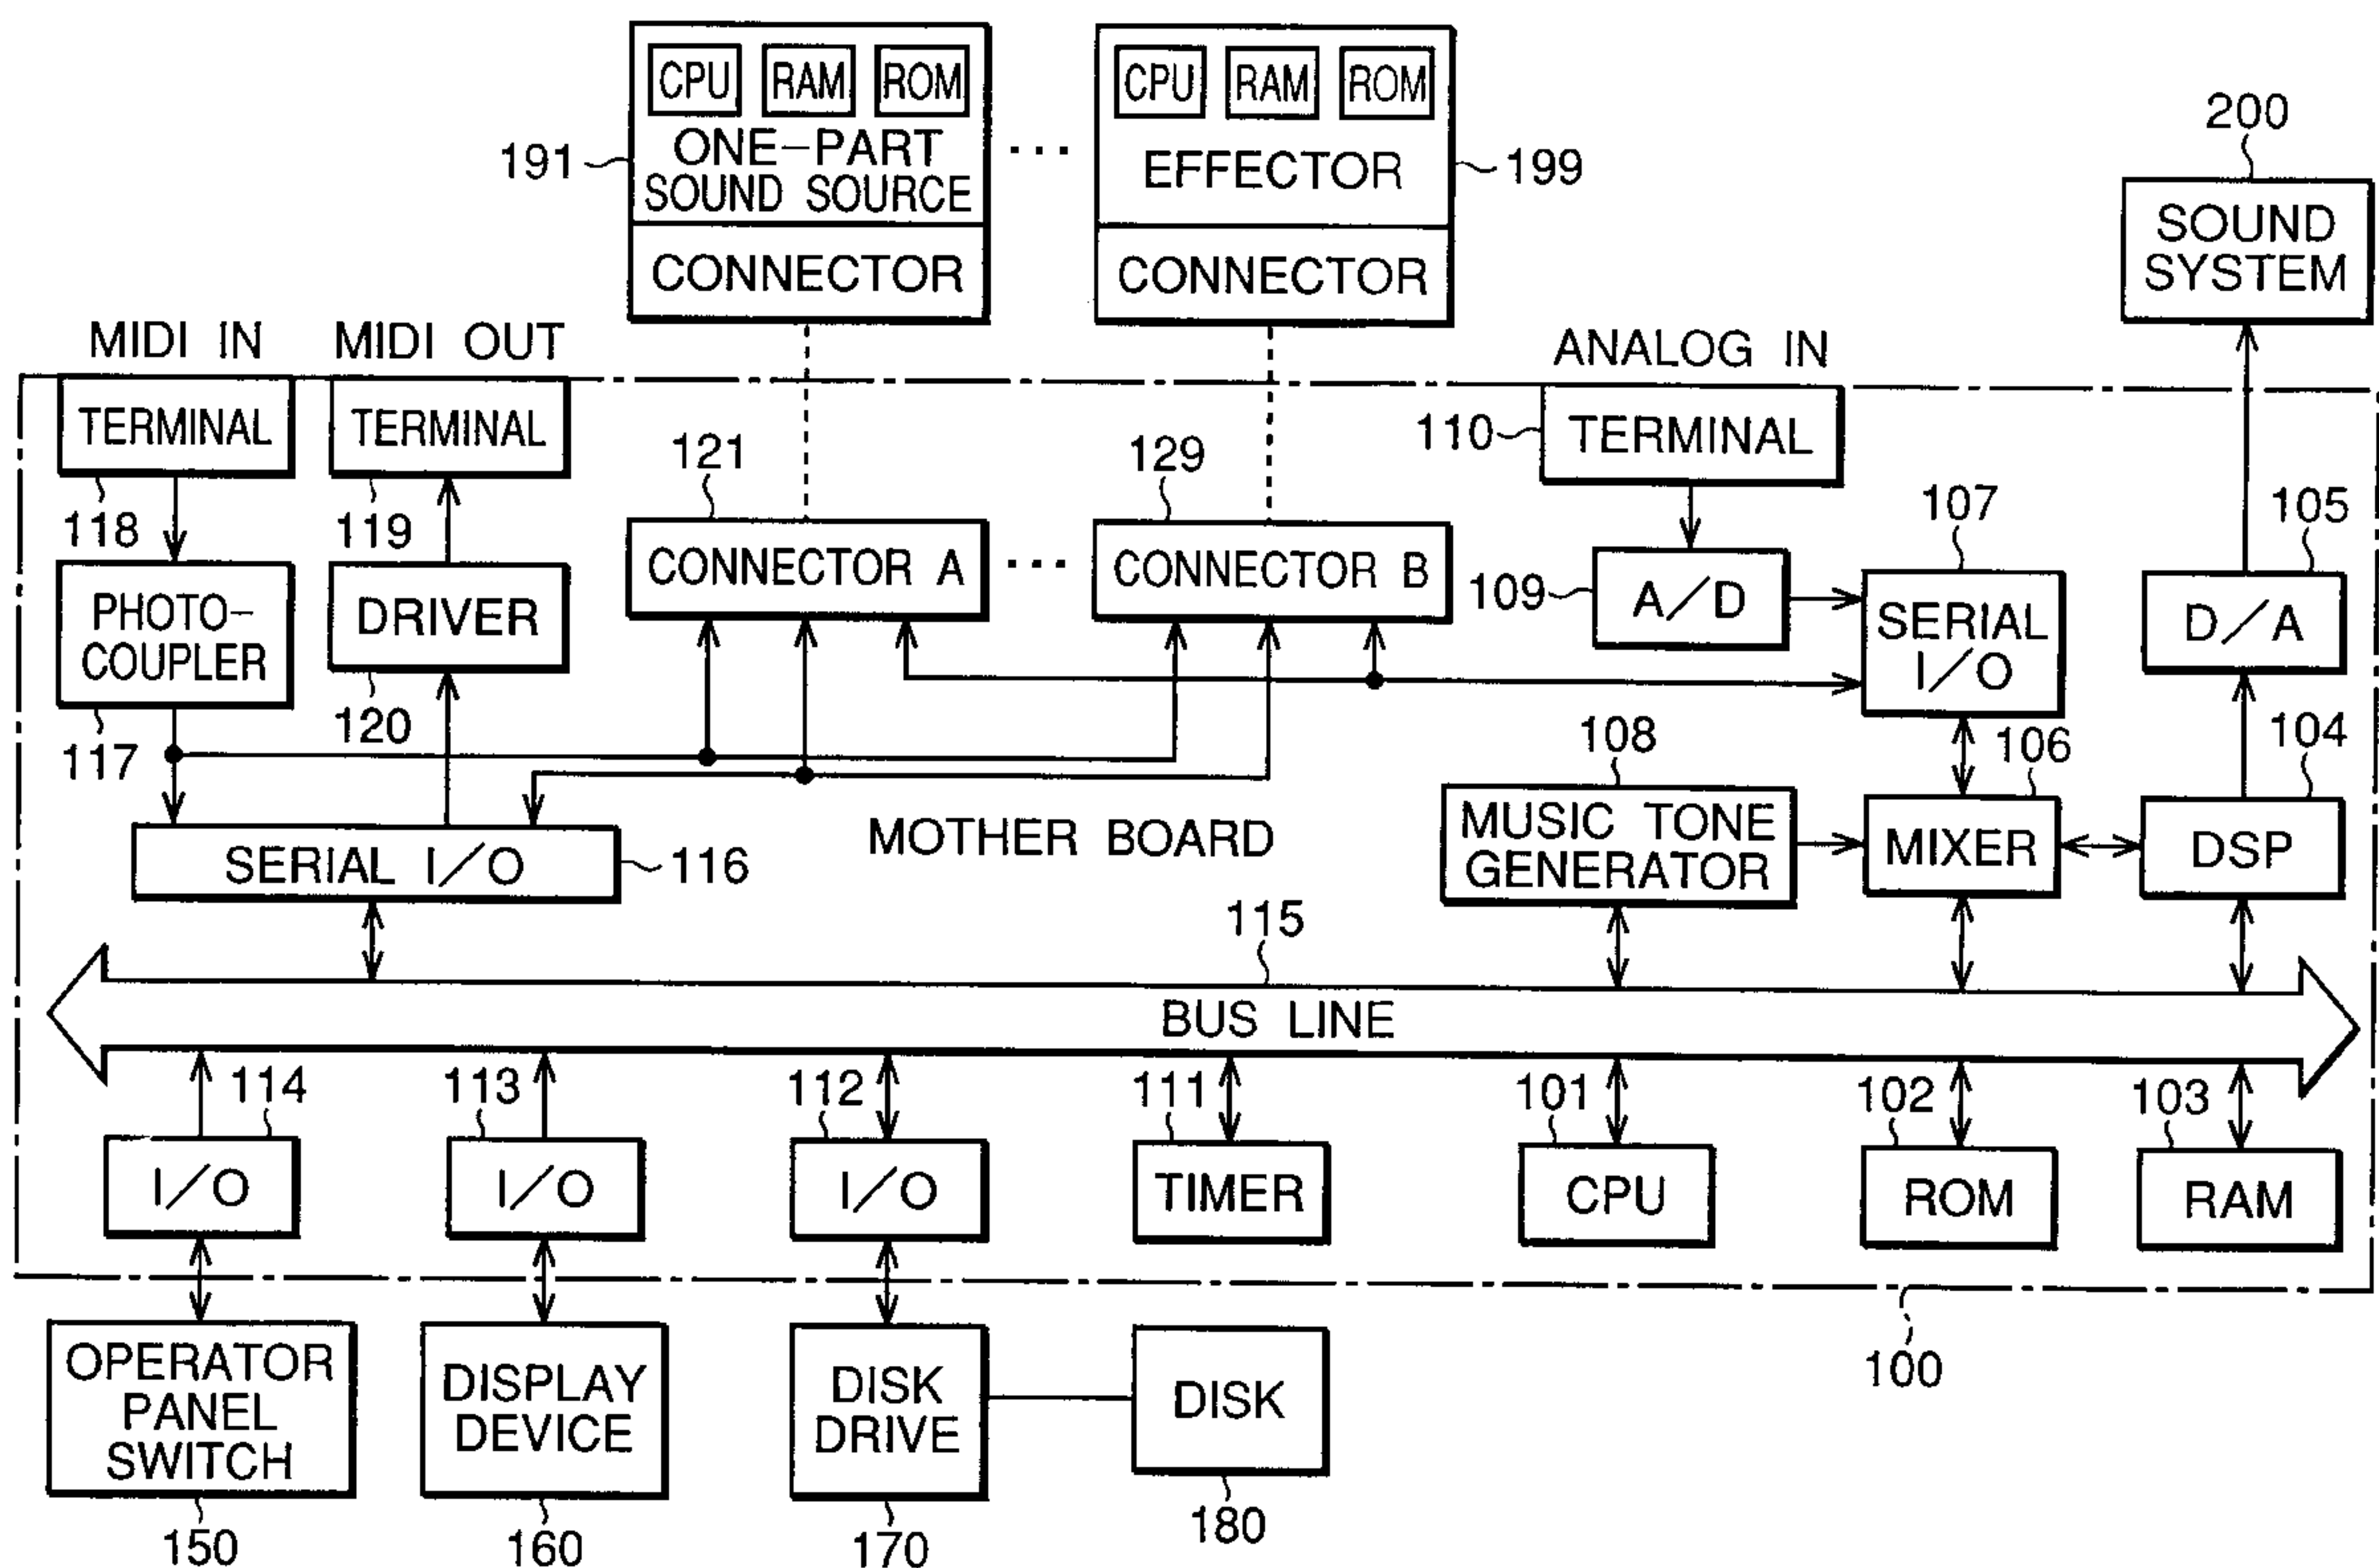 CPU RAM ROM
ONE-PART
SOUND SOURCE
CONNECTOR
191
...
CPU RAM ROM
EFFECTOR
CONNECTOR
199
200
SOUND
SYSTEM
MIDI IN
MIDI OUT
ANALOG IN
TERMINAL
118
TERMINAL
119
121
129
110
TERMINAL
107
105
PHOTO-
COUPLER
117
DRIVER
120
CONNECTOR A
...
CONNECTOR B
109
A/D
SERIAL
I/O
D/A
108
106
104
SERIAL I/O
116
MOTHER BOARD
MUSIC TONE
GENERATOR
MIXER
DSP
115
BUS LINE
114
113
112
111
101
102
103
I/O
I/O
I/O
TIMER
CPU
ROM
RAM
100
OPERATOR
PANEL
SWITCH
150
DISPLAY
DEVICE
160
DISK
DRIVE
170
DISK
180